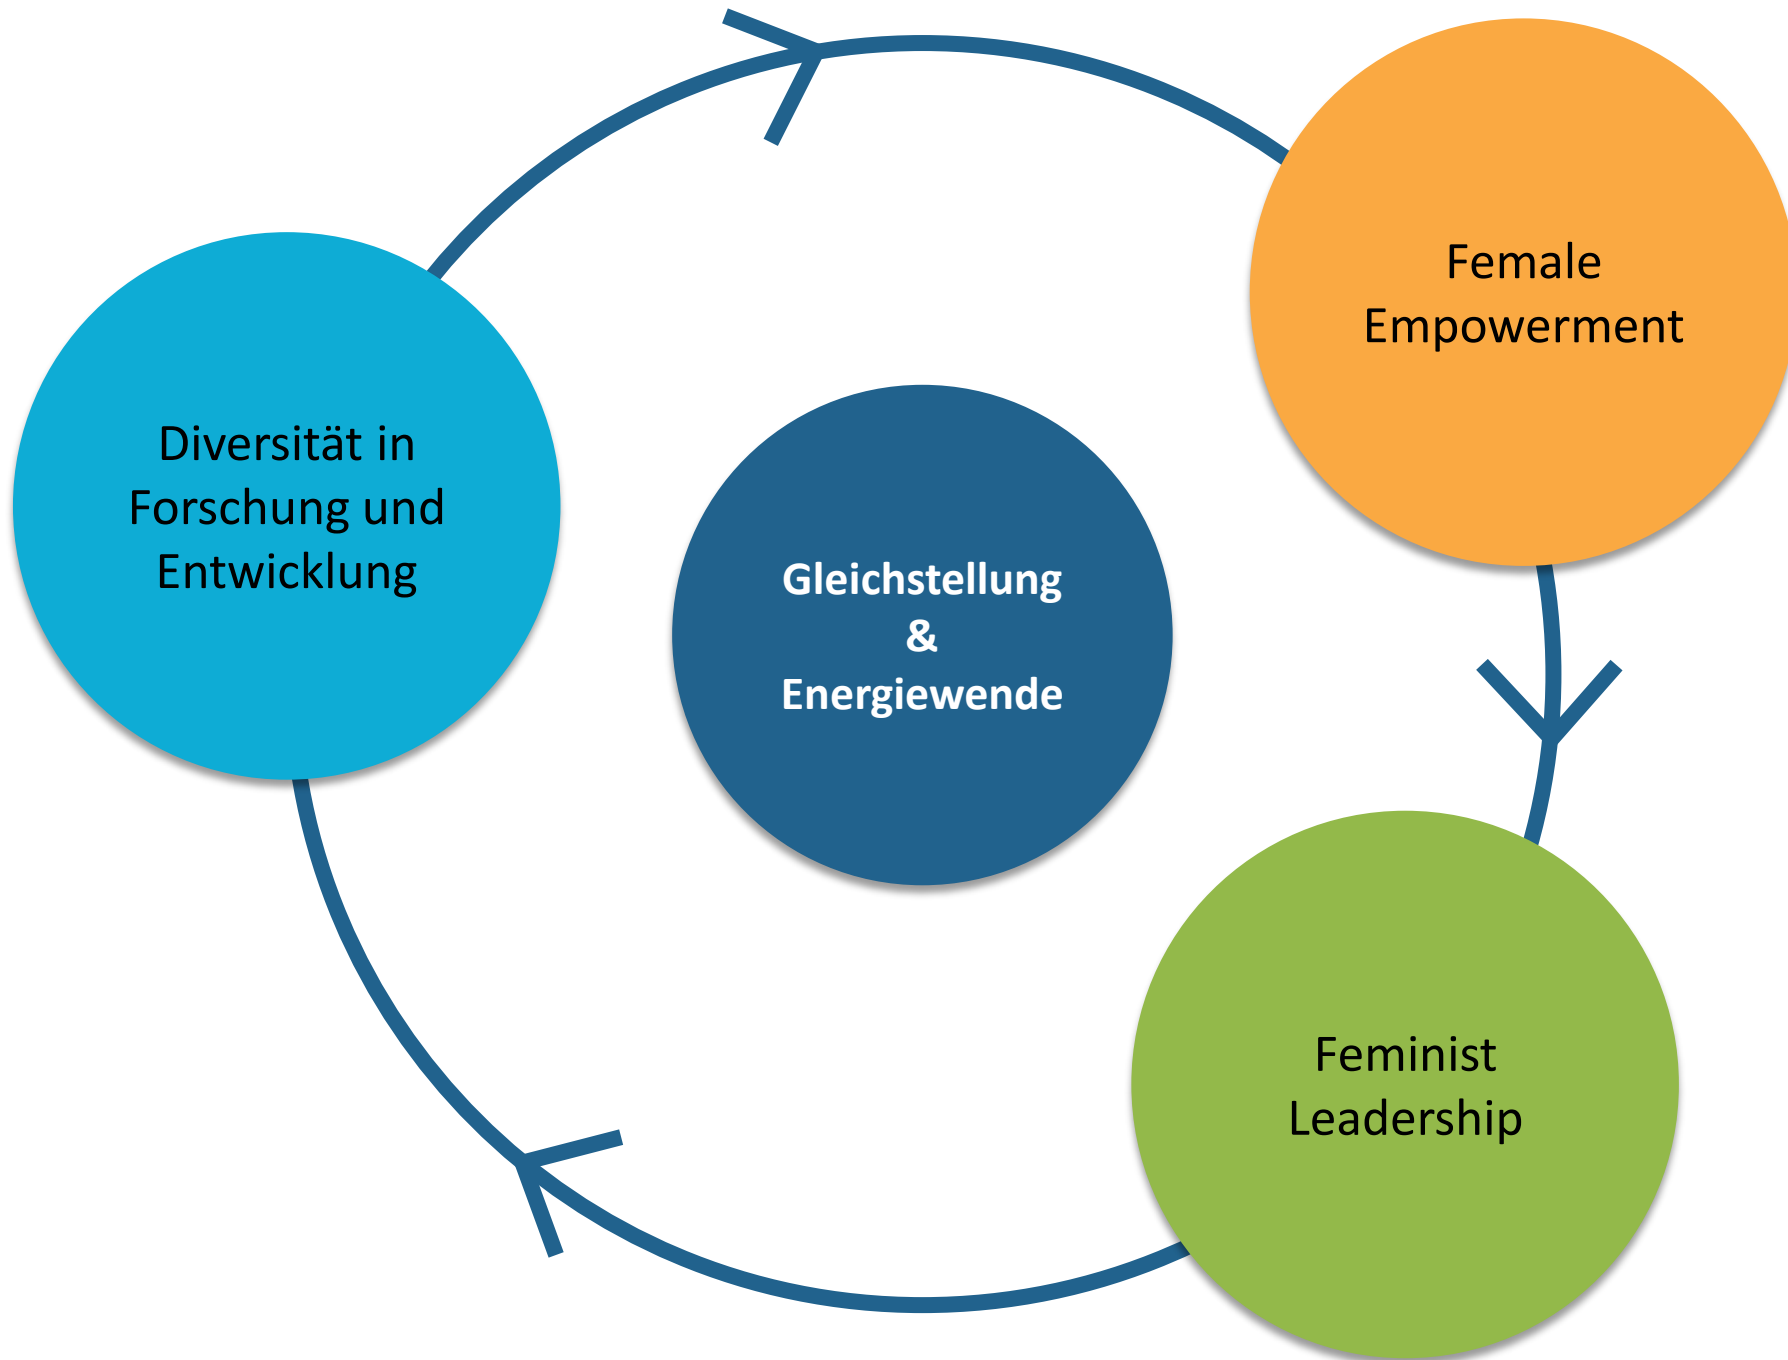 Female
Empowerment
Diversität in
Forschung und
Entwicklung
Gleichstellung
&
Energiewende
Feminist
Leadership